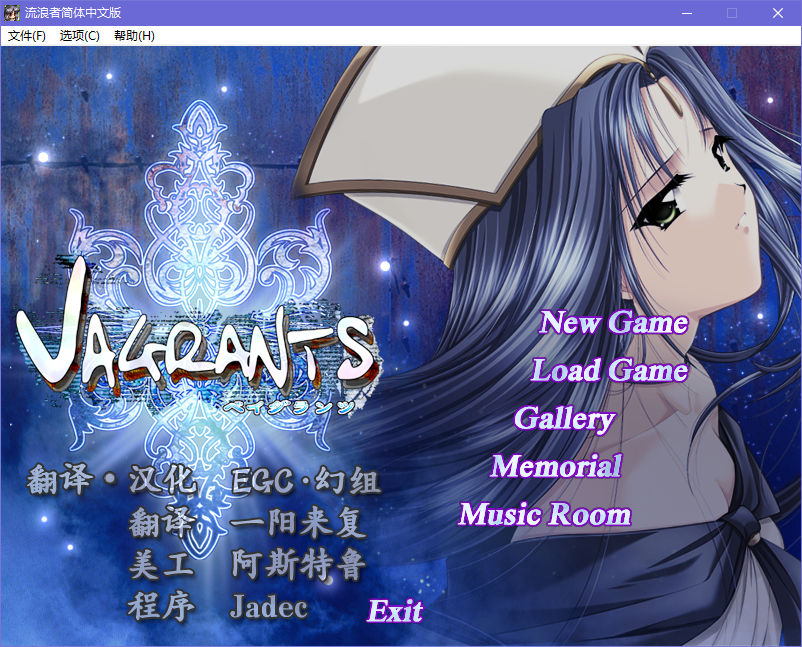 流浪者简体中文版
文件(F) 选项(C) 帮助(H)
VAGRANTS
ベイグランツ
New Game
Load Game
Gallery
Memorial
Music Room
翻译·汉化 EGC·幻组
翻译 一阳来复
美工 阿斯特鲁
程序 Jadec
Exit